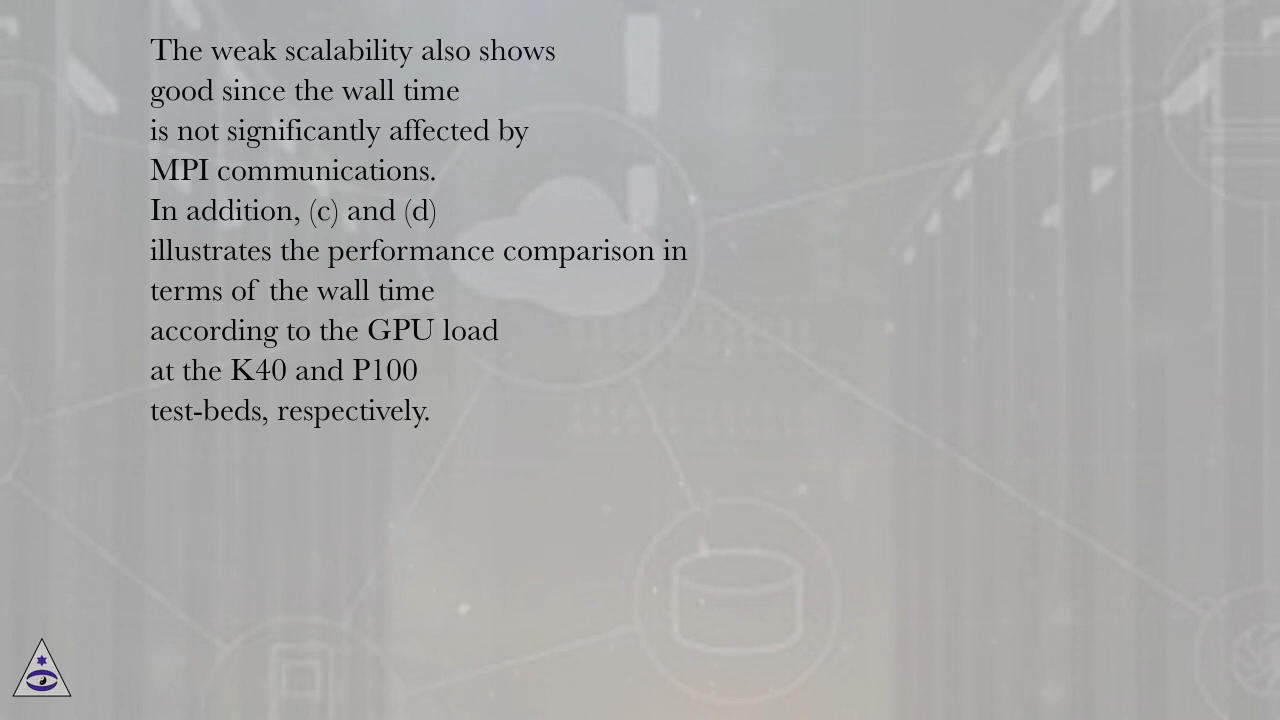 The weak scalability also shows
good since the wall time
is not significantly affected by
MPI communications.
In addition, (c) and (d)
illustrates the performance comparison in
terms of the wall time
according to the GPU load
at the K40 and P100
test-beds, respectively.